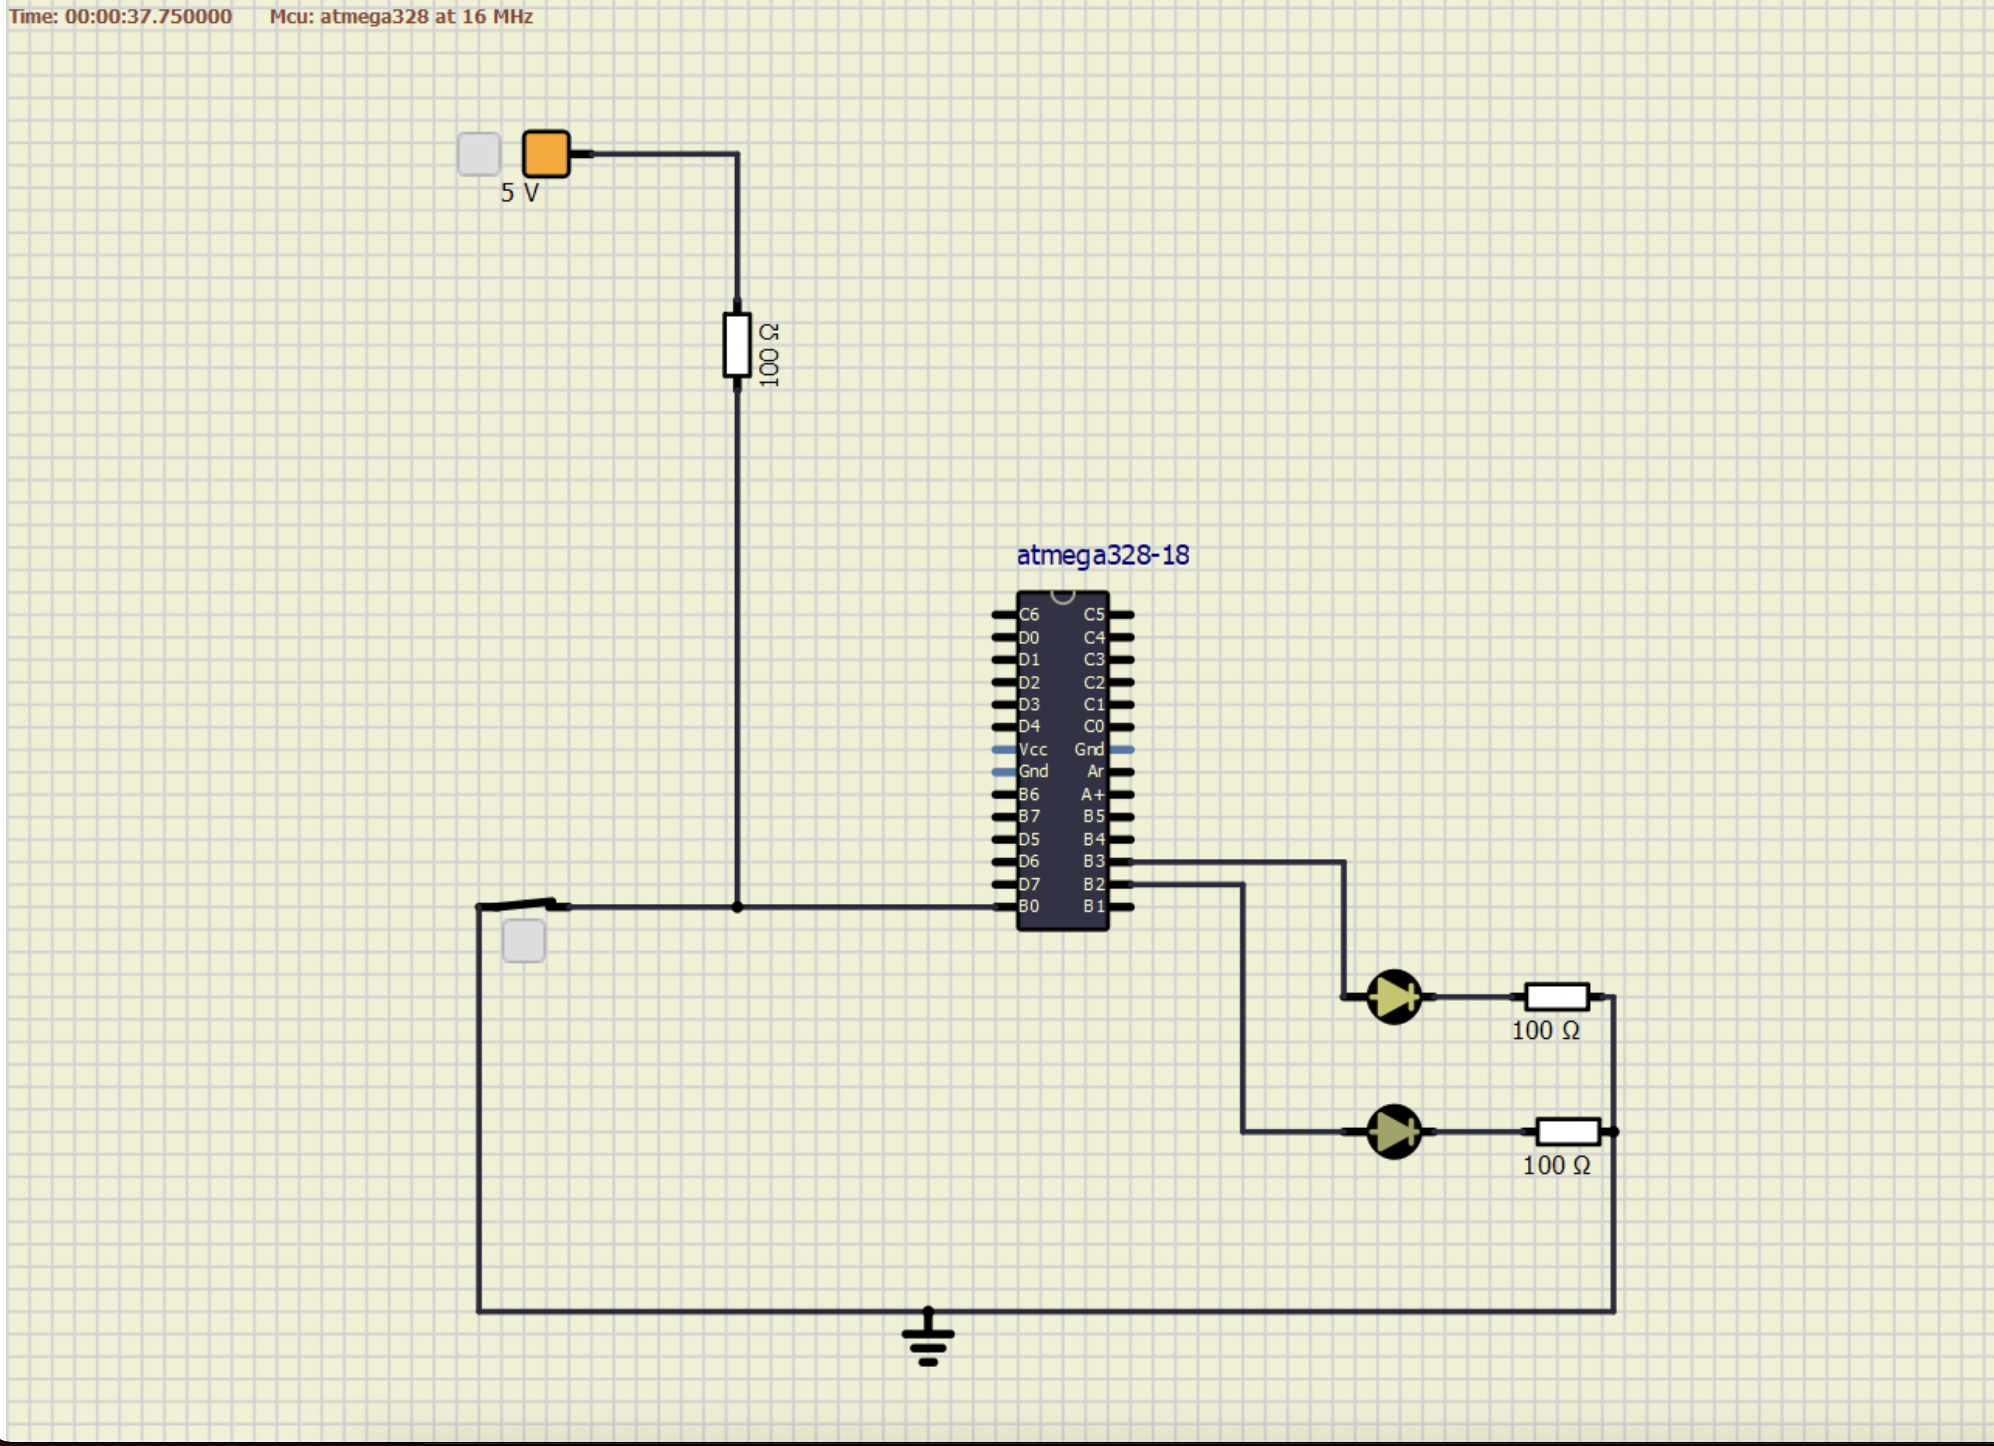 Time: 00:00:37.750000 Mcu: atmega328 at 16 MHz
5 V
100 Ω
atmega328-18
C6 C5
D0 C4
D1 C3
D2 C2
D3 C1
D4 C0
Vcc Gnd
Gnd Ar
B6 A+
B7 B5
D5 B4
D6 B3
D7 B2
B0 B1
100 Ω
100 Ω